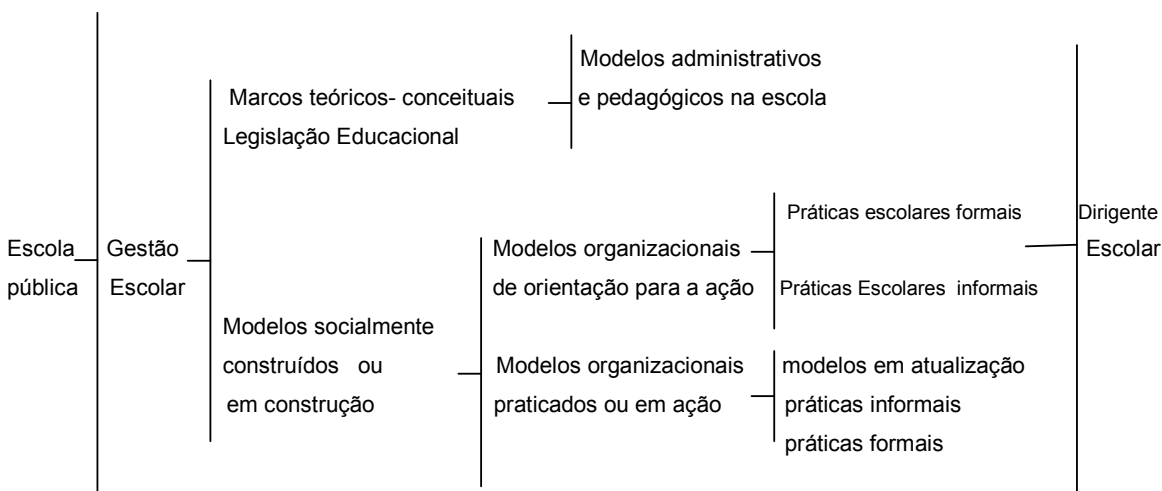 Escola
pública
Gestão
Escolar
Marcos teóricos- conceituais
Legislação Educacional
Modelos administrativos
e pedagógicos na escola
Modelos socialmente
construídos ou
em construção
Modelos organizacionais
de orientação para a ação
Práticas escolares formais
Práticas Escolares informais
Modelos organizacionais
praticados ou em ação
modelos em atualização
práticas informais
práticas formais
Dirigente
Escolar